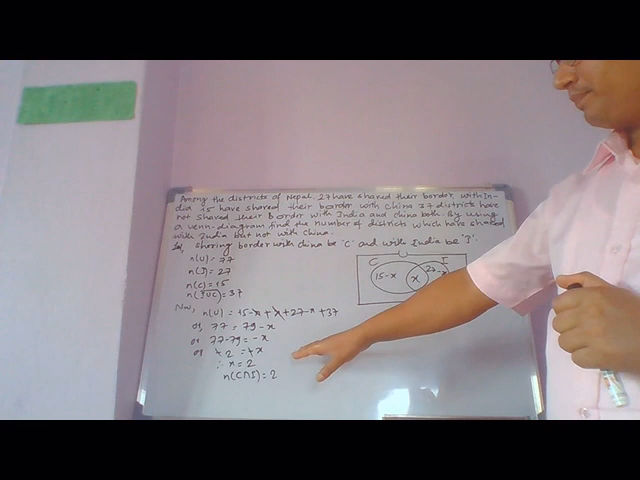 Among the districts of Nepal 27 have shared their border with In-
dia 15 have shared their border with China 37 districts have
not shared their border with India and China both. By using
a venn-diagram find the number of districts which have shared
with India but not with China.
Sol, sharing border with china be 'C' and with India be 'I'.
n(U) = 77
n(I) = 27
n(C) = 15
n(IUC) = 37
Now, n(U) = 15-x+x+27-x+37
or, 77 = 79-x
or 77-79 = -x
or -2 = -x
∴ x = 2
n(C∩I) = 2
C I
15-x x 27-x